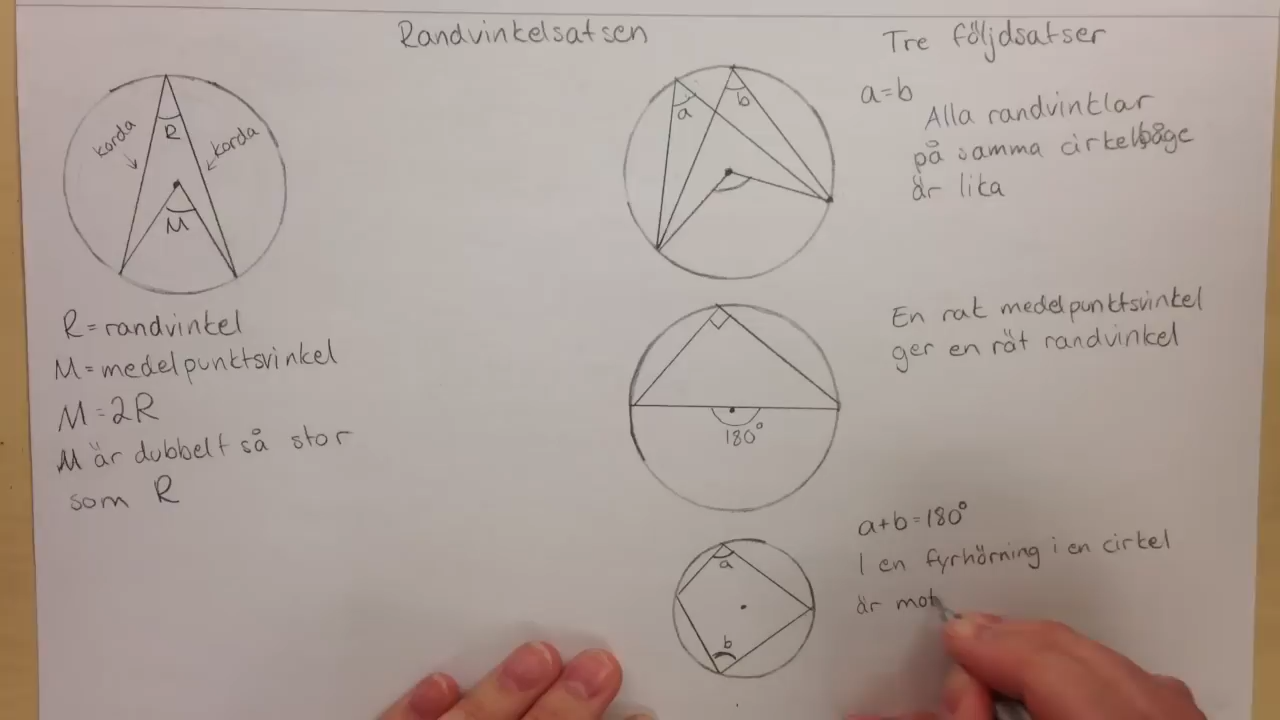 Randvinkelsatsen
korda
R
korda
M
R = randvinkel
M = medelpunktsvinkel
M = 2R
M är dubbelt så stor
som R
Tre följdsatser
a
b
a=b
Alla randvinklar
på samma cirkelbåge
är lika
180°
En rak medelpunktsvinkel
ger en rät randvinkel
a
b
a+b=180°
I en fyrhörning i en cirkel
är mot